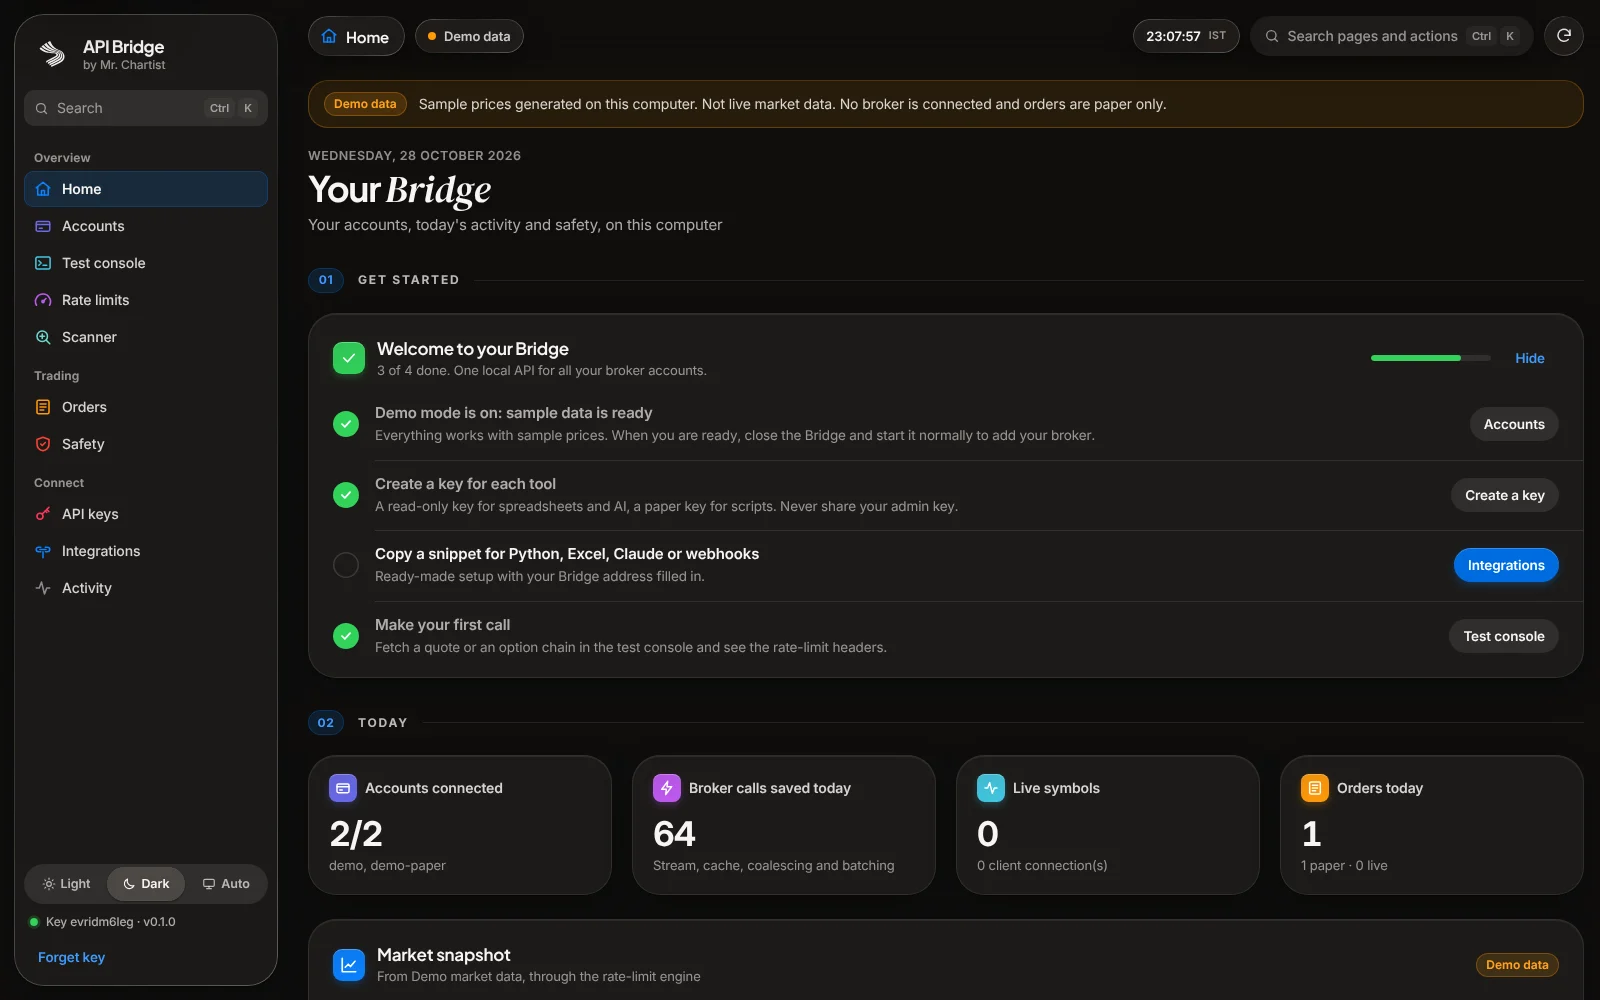 API Bridge
by Mr. Chartist
Search Ctrl K
Overview
Home
Accounts
Test console
Rate limits
Scanner
Trading
Orders
Safety
Connect
API keys
Integrations
Activity
Light Dark Auto
Key evridm6leg · v0.1.0
Forget key
Home Demo data 23:07:57 IST Search pages and actions Ctrl K
Demo data Sample prices generated on this computer. Not live market data. No broker is connected and orders are paper only.
WEDNESDAY, 28 OCTOBER 2026
Your Bridge
Your accounts, today's activity and safety, on this computer
01 GET STARTED
Welcome to your Bridge
3 of 4 done. One local API for all your broker accounts.
Hide
Demo mode is on: sample data is ready
Everything works with sample prices. When you are ready, close the Bridge and start it normally to add your broker.
Accounts
Create a key for each tool
A read-only key for spreadsheets and AI, a paper key for scripts. Never share your admin key.
Create a key
Copy a snippet for Python, Excel, Claude or webhooks
Ready-made setup with your Bridge address filled in.
Integrations
Make your first call
Fetch a quote or an option chain in the test console and see the rate-limit headers.
Test console
02 TODAY
Accounts connected
2/2
demo, demo-paper
Broker calls saved today
64
Stream, cache, coalescing and batching
Live symbols
0
0 client connection(s)
Orders today
1
1 paper · 0 live
Market snapshot
From Demo market data, through the rate-limit engine
Demo data